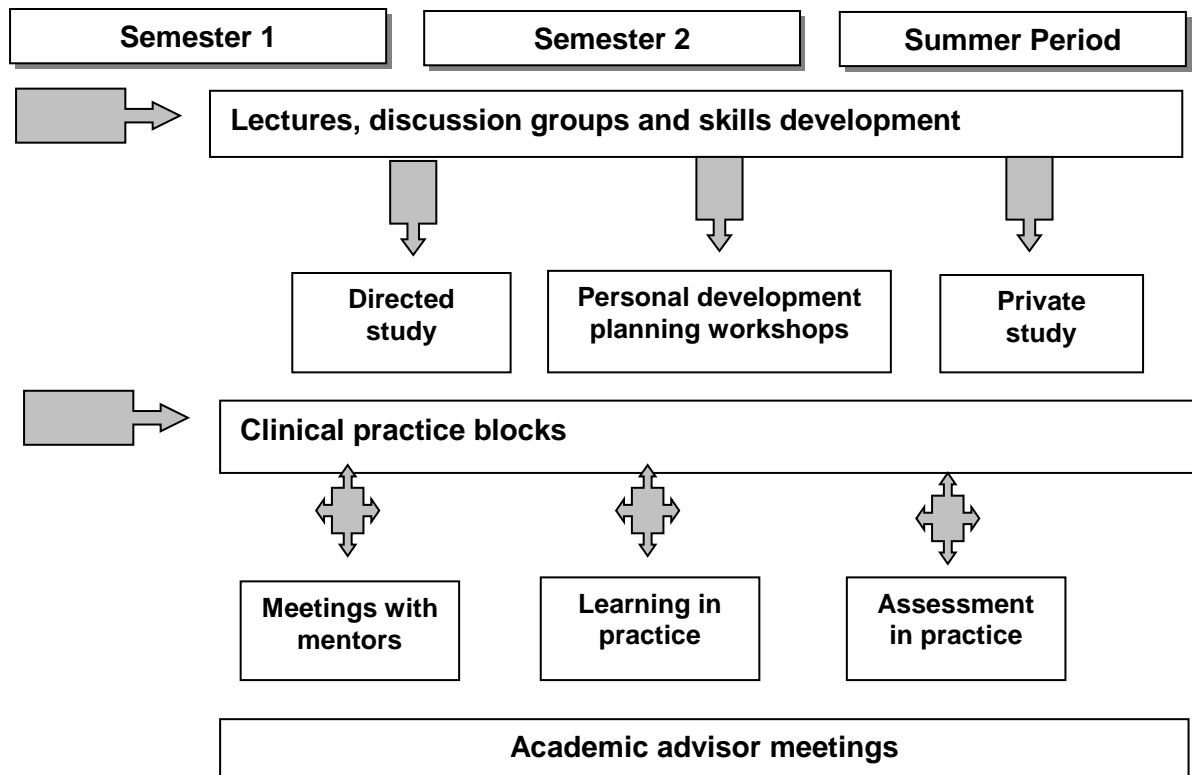 Semester 1
Semester 2
Summer Period
Lectures, discussion groups and skills development
Directed
study
Personal development
planning workshops
Private
study
Clinical practice blocks
Meetings with
mentors
Learning in
practice
Assessment
in practice
Academic advisor meetings